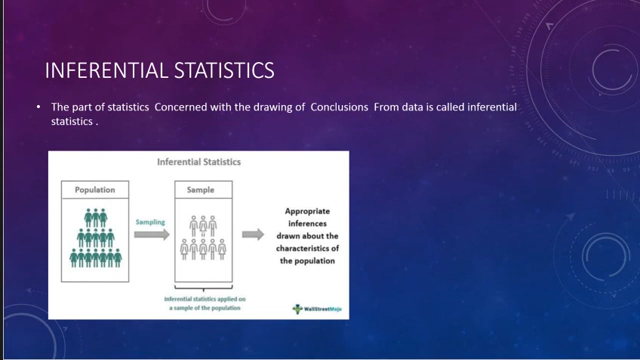 INFERENTIAL STATISTICS
• The part of statistics Concerned with the drawing of Conclusions From data is called inferential
statistics .
Inferential Statistics
Population
Sampling
Sample
Appropriate
inferences
drawn about the
characteristics of
the population
Inferential statistics applied on
a sample of the population
WallStreetMojo